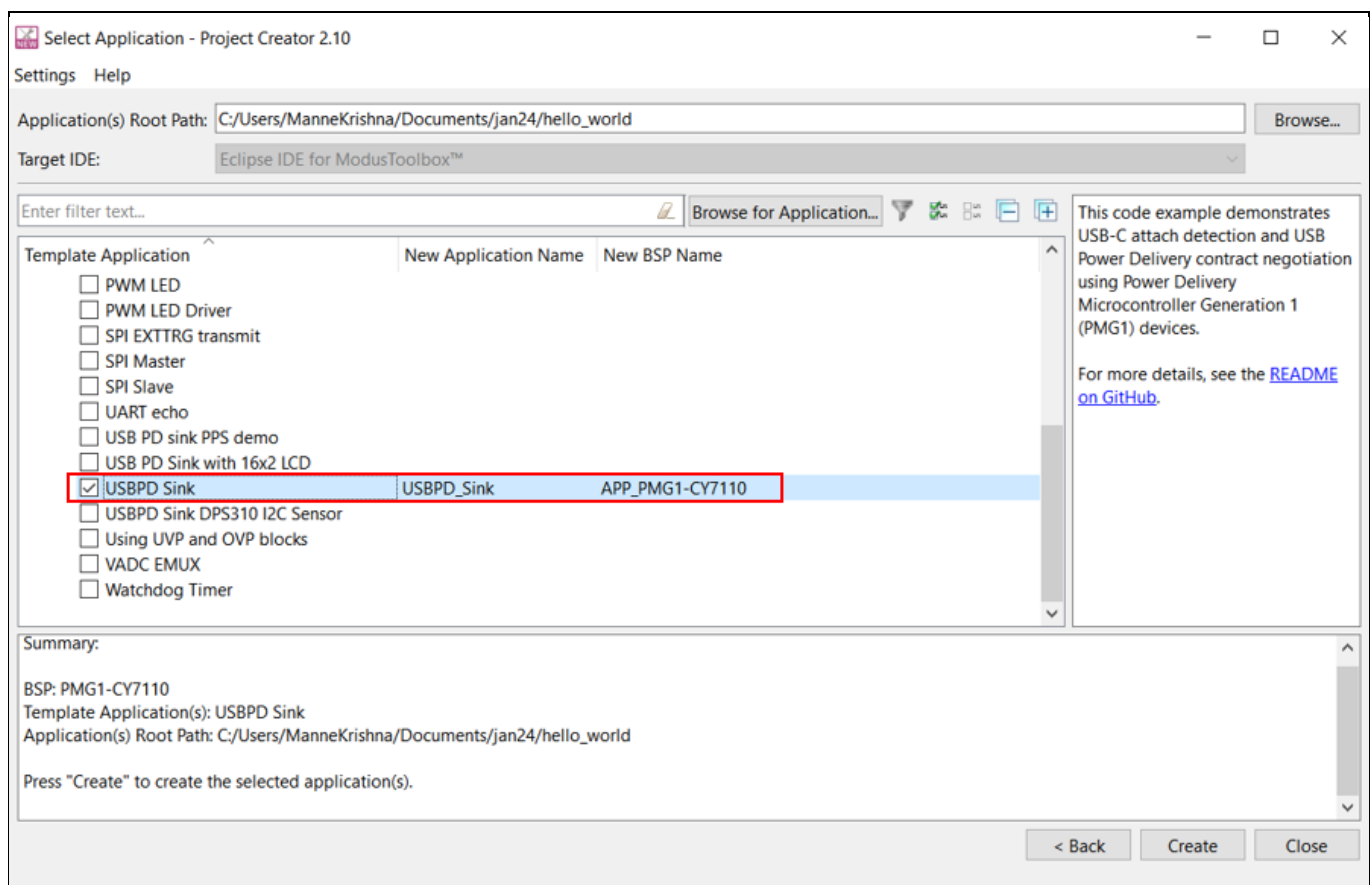 NEW
Select Application - Project Creator 2.10
Settings Help
Application(s) Root Path: C:/Users/ManneKrishna/Documents/jan24/hello_world Browse...
Target IDE: Eclipse IDE for ModusToolbox™
Enter filter text... Browse for Application...
Template Application New Application Name New BSP Name
PWM LED
PWM LED Driver
SPI EXTTRG transmit
SPI Master
SPI Slave
UART echo
USB PD sink PPS demo
USB PD Sink with 16x2 LCD
USBPD Sink USBPD_Sink APP_PMG1-CY7110
USBPD Sink DPS310 I2C Sensor
Using UVP and OVP blocks
VADC EMUX
Watchdog Timer
This code example demonstrates
USB-C attach detection and USB
Power Delivery contract negotiation
using Power Delivery
Microcontroller Generation 1
(PMG1) devices.
For more details, see the README
on GitHub.
Summary:
BSP: PMG1-CY7110
Template Application(s): USBPD Sink
Application(s) Root Path: C:/Users/ManneKrishna/Documents/jan24/hello_world
Press "Create" to create the selected application(s).
< Back Create Close